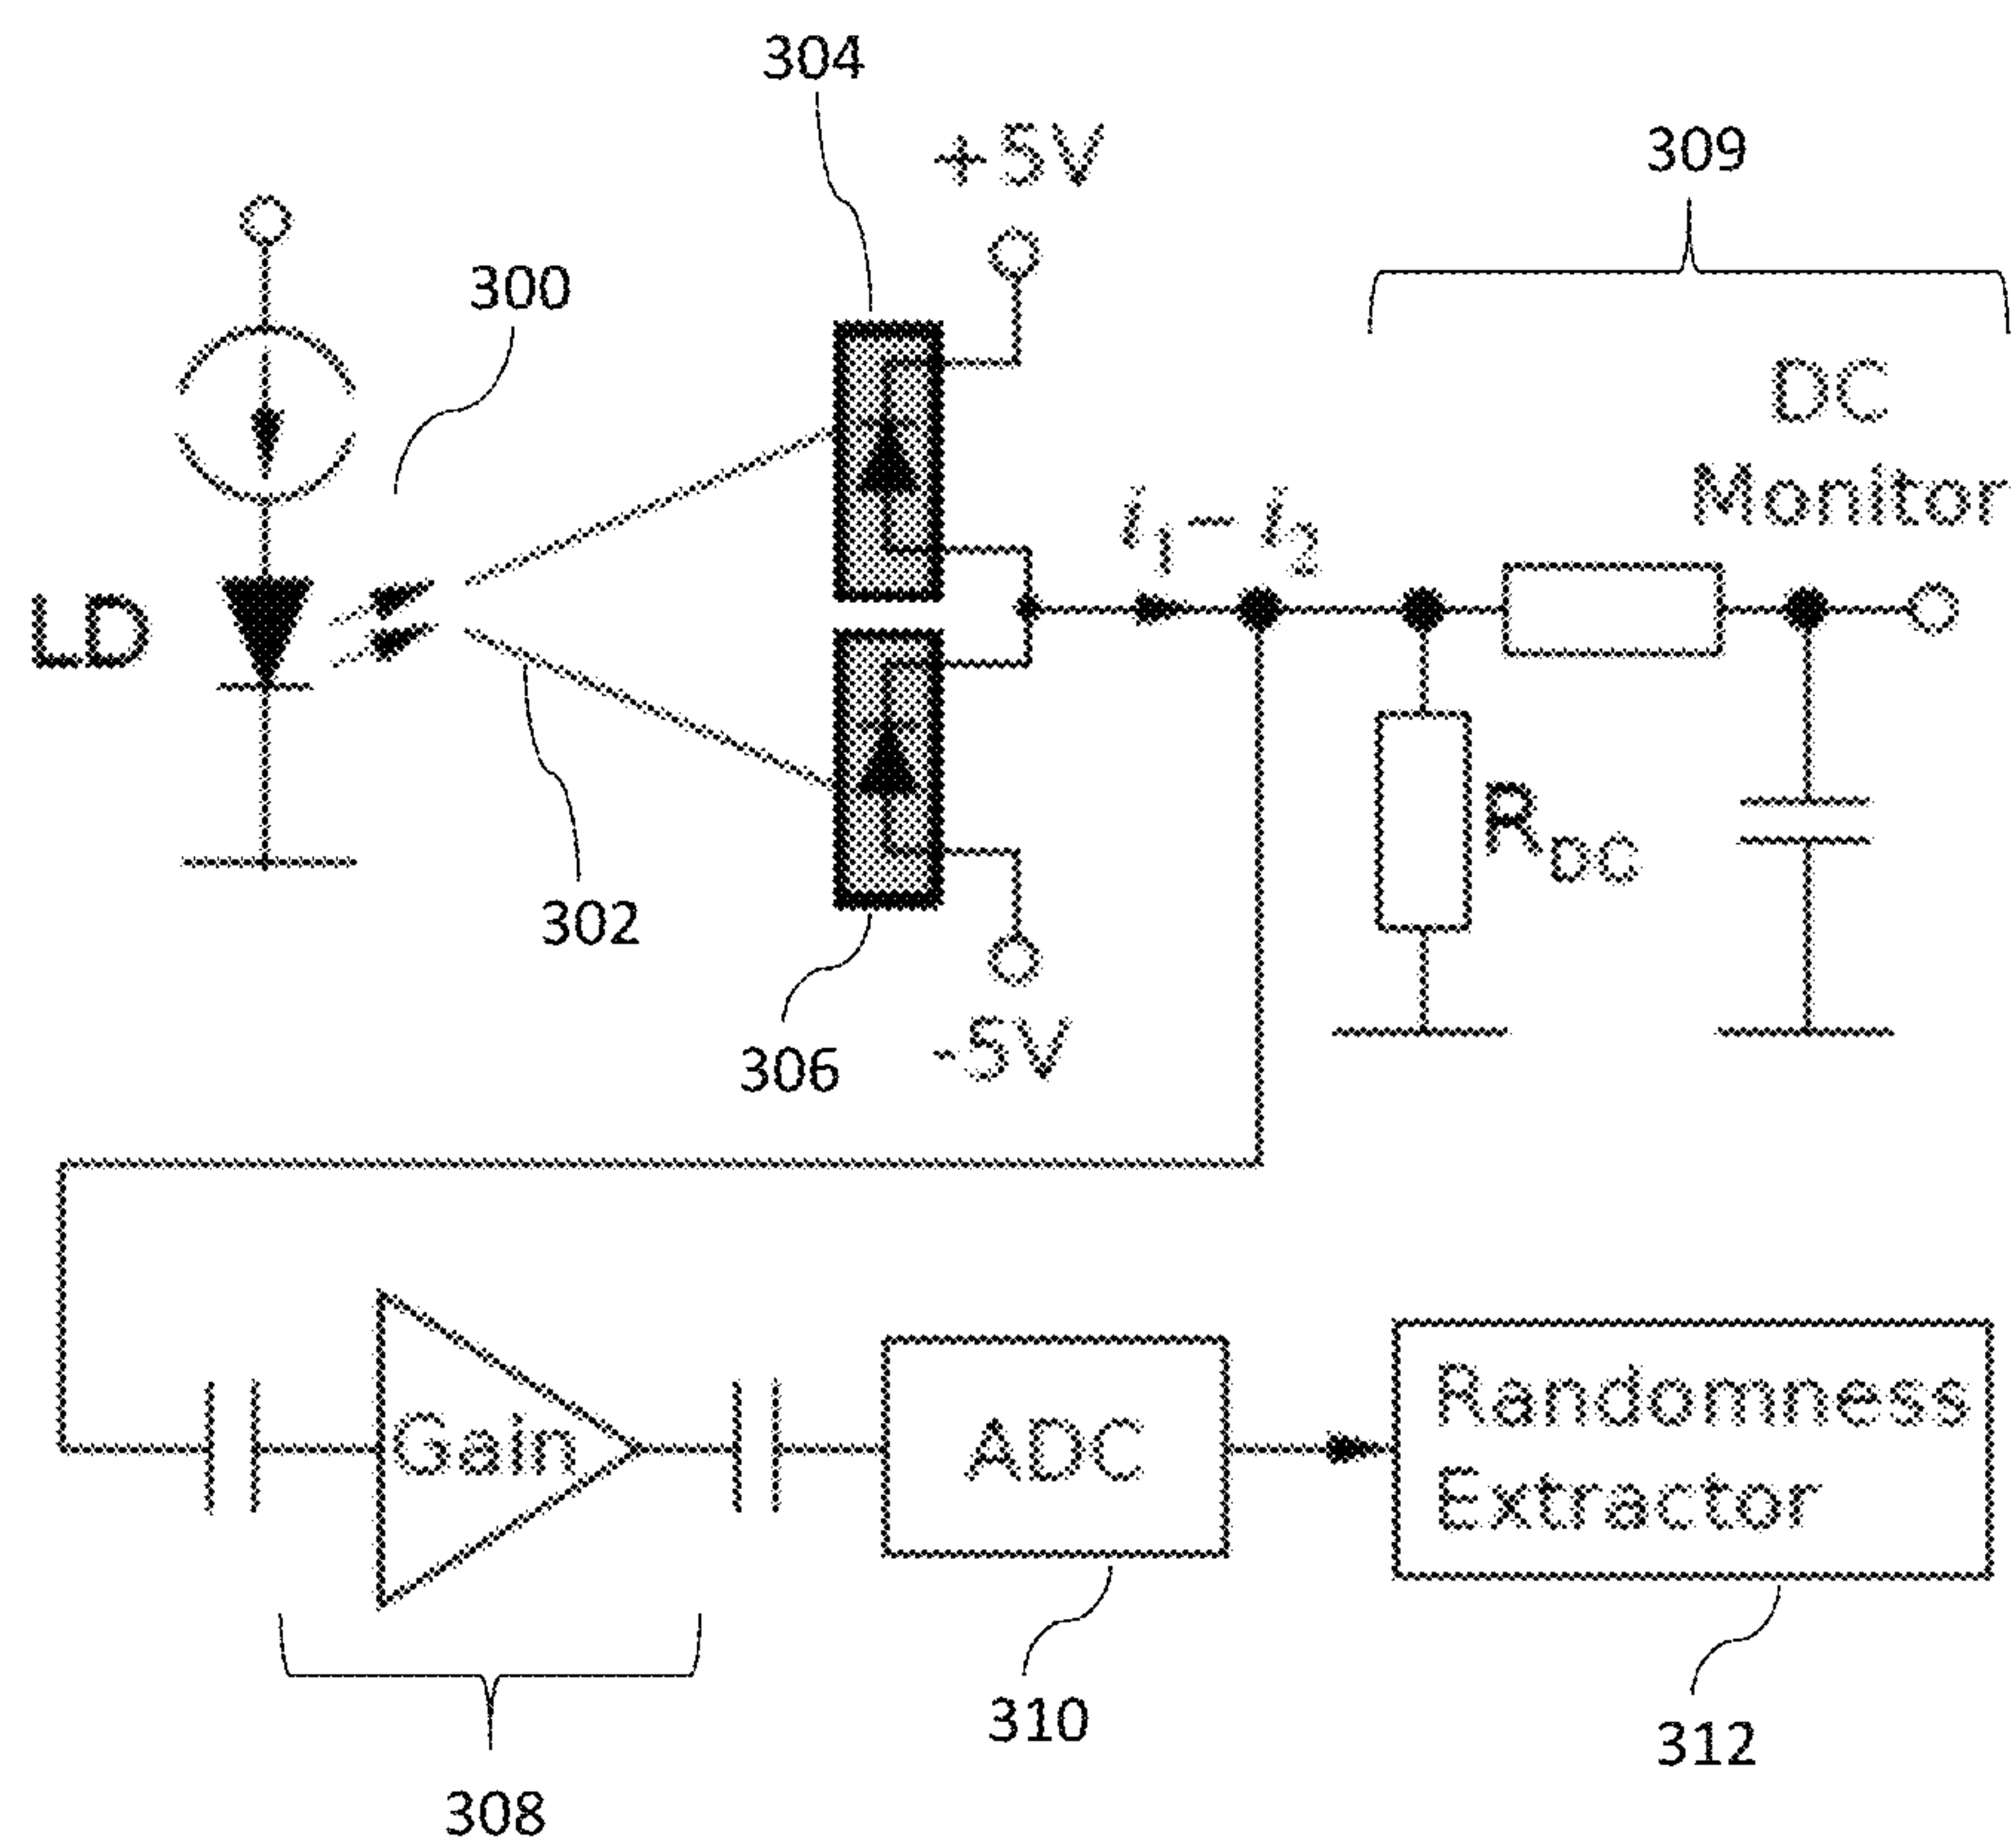 304
+5V
309
300
DC
Monitor
i1-i2
LD
RDC
302
306
-5V
Gain
ADC
Randomness
Extractor
308
310
312